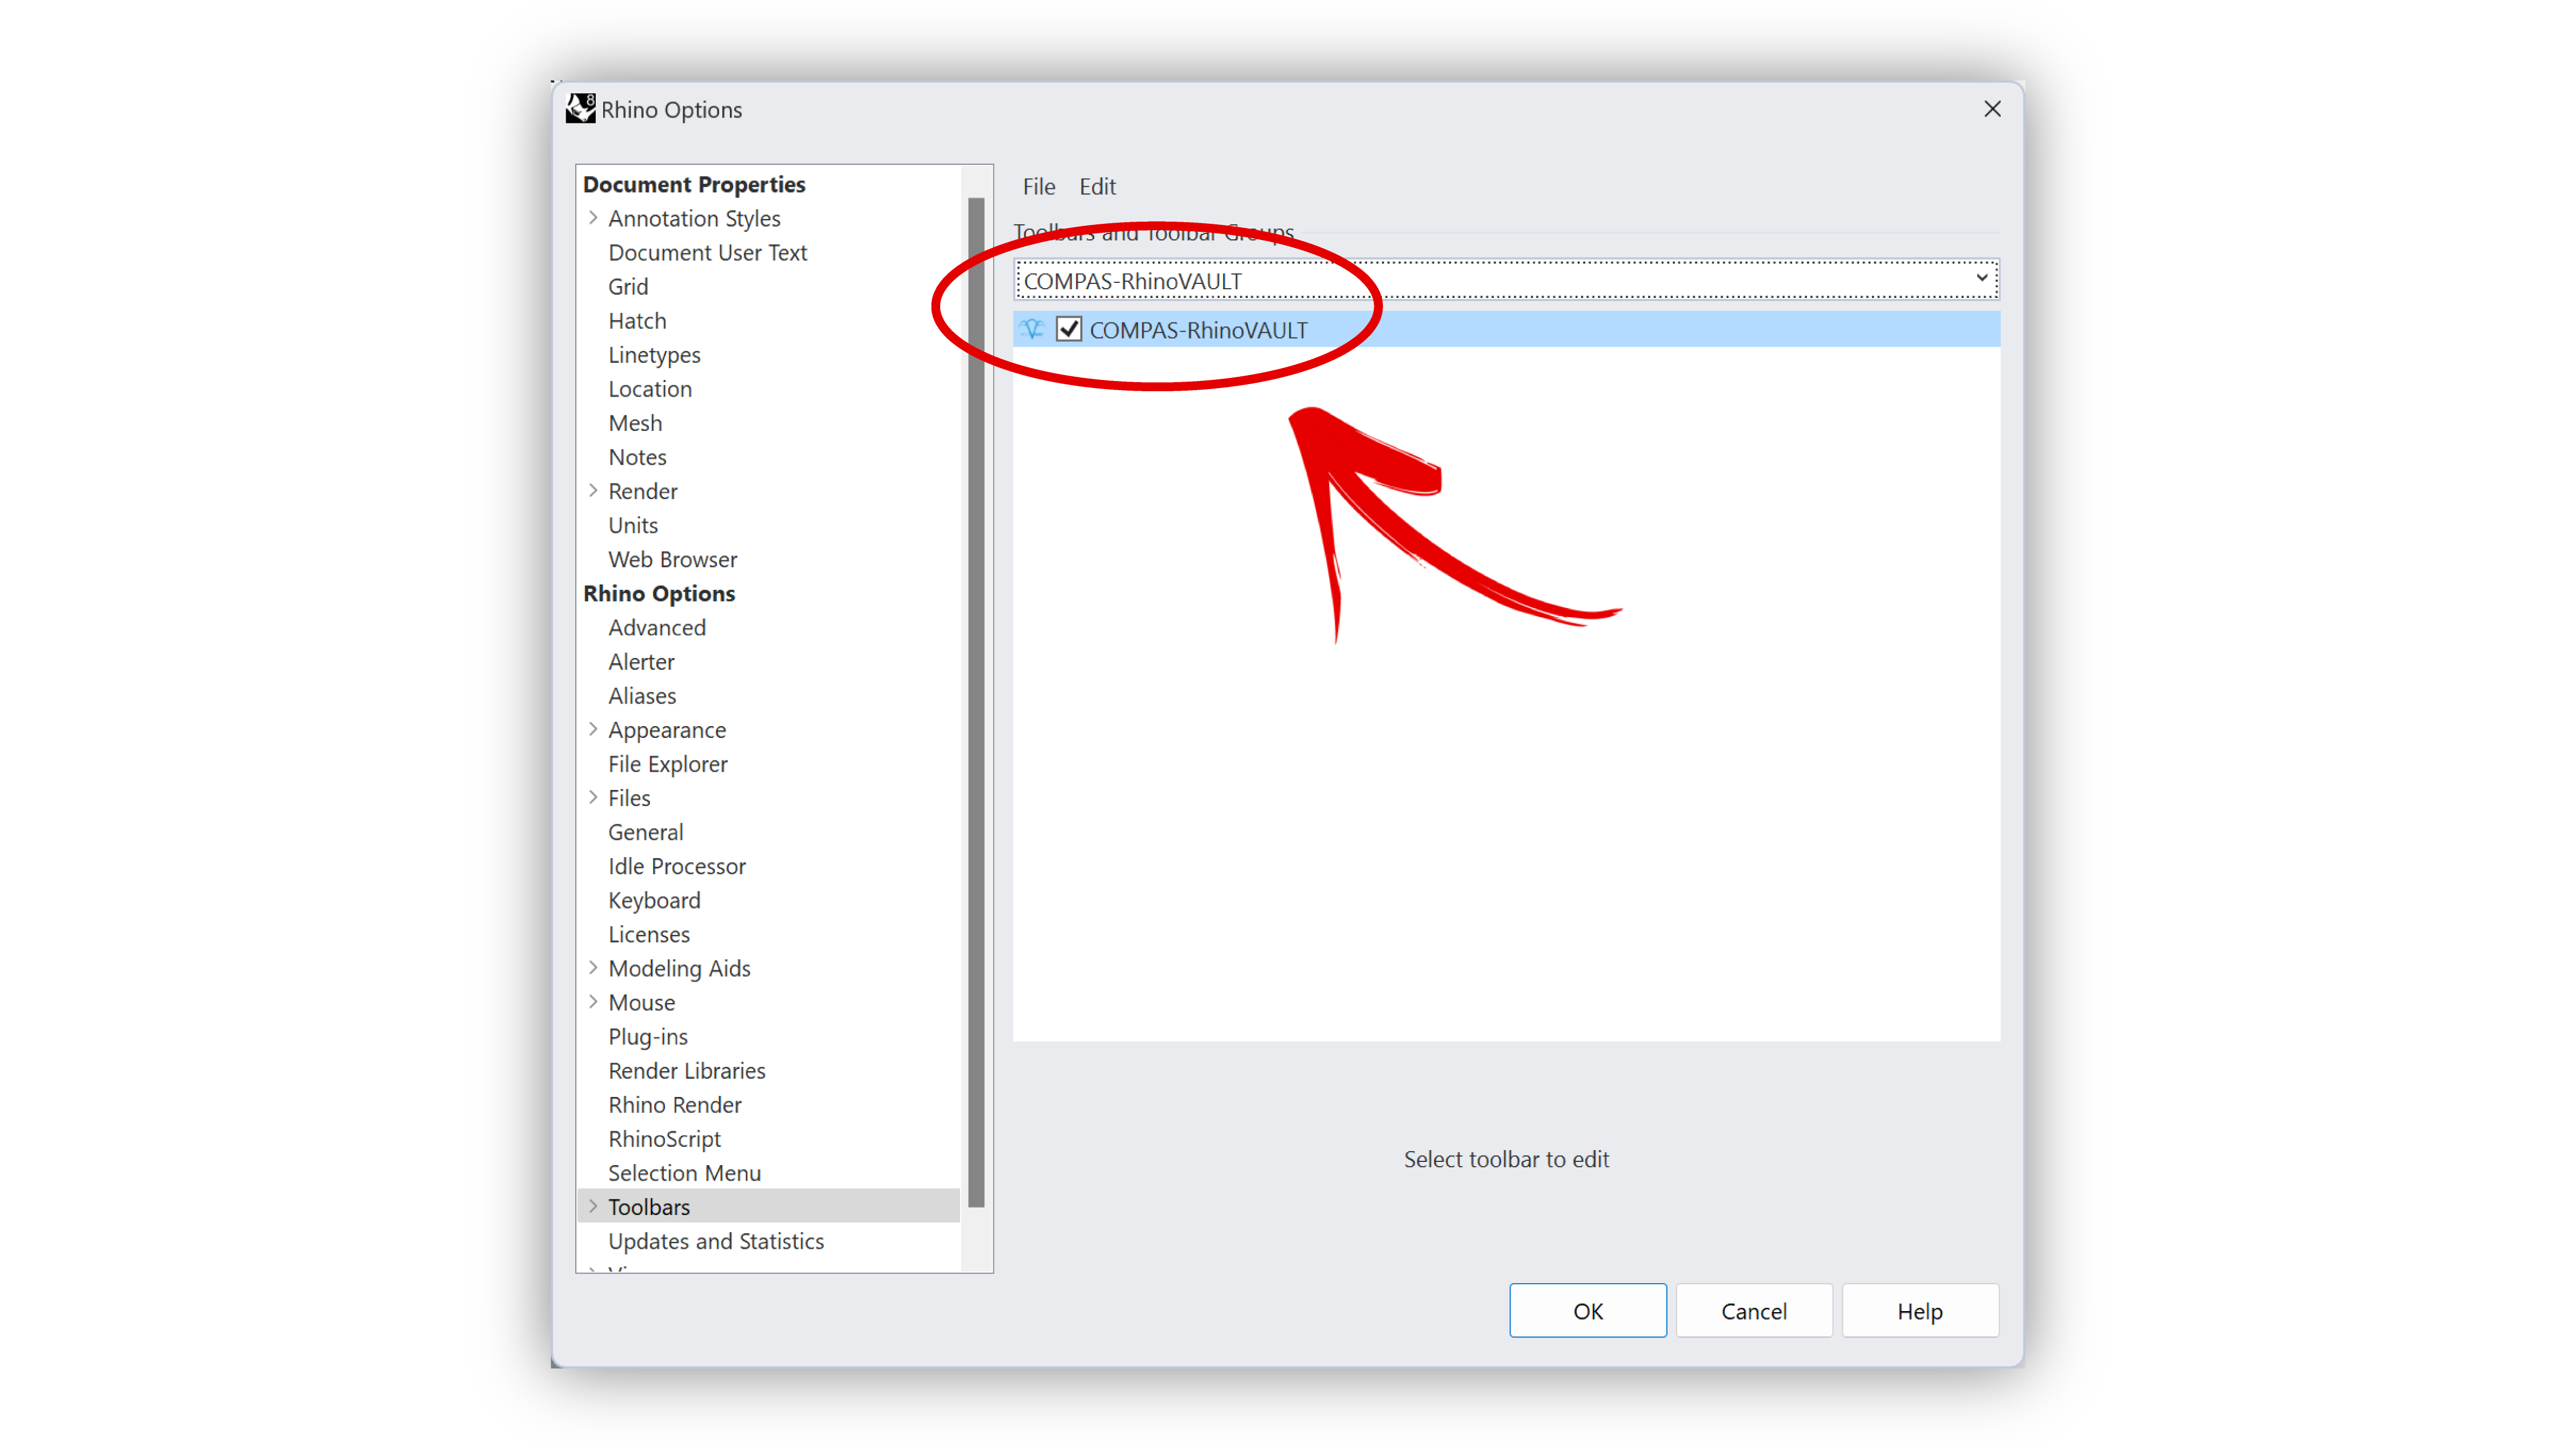 8 Rhino Options
Document Properties
Annotation Styles
Document User Text
Grid
Hatch
Linetypes
Location
Mesh
Notes
Render
Units
Web Browser
Rhino Options
Advanced
Alerter
Aliases
Appearance
File Explorer
Files
General
Idle Processor
Keyboard
Licenses
Modeling Aids
Mouse
Plug-ins
Render Libraries
Rhino Render
RhinoScript
Selection Menu
Toolbars
Updates and Statistics
File Edit
Toolbars and Toolbar Groups
COMPAS-RhinoVAULT
COMPAS-RhinoVAULT
Select toolbar to edit
OK Cancel Help